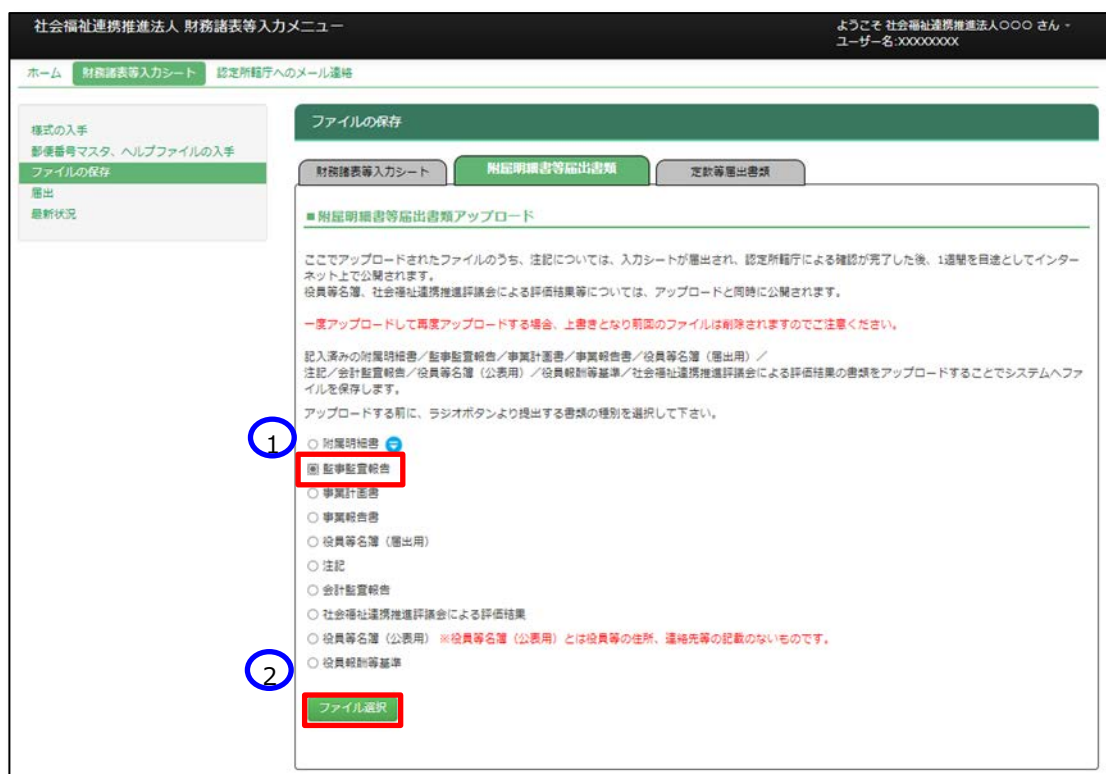 社会福祉連携推進法人 財務諸表等入力メニュー
ようこそ 社会福祉連携推進法人〇〇〇 さん
ユーザー名:XXXXXXXX
ホーム
財務諸表等入力シート
認定所轄庁へのメール連絡
様式の入手
郵便番号マスタ、ヘルプファイルの入手
ファイルの保存
届出
最新状況
ファイルの保存
財務諸表等入力シート
附属明細書等届出書類
定款等届出書類
■附属明細書等届出書類アップロード
ここでアップロードされたファイルのうち、注記については、入力シートが届出され、認定所轄庁による確認が完了した後、1週間を目途としてインター
ネット上で公開されます。
役員等名簿、社会福祉連携推進評議会による評価結果等については、アップロードと同時に公開されます。
一度アップロードして再度アップロードする場合、上書きとなり前回のファイルは削除されますのでご注意ください。
記入済みの附属明細書／監事監査報告／事業計画書／事業報告書／役員等名簿（届出用）／
注記／会計監査報告／役員等名簿（公表用）／役員報酬等基準／社会福祉連携推進評議会による評価結果の書類をアップロードすることでシステムへファ
イルを保存します。
アップロードする前に、ラジオボタンより提出する書類の種別を選択して下さい。
1
附属明細書
監事監査報告
事業計画書
事業報告書
役員等名簿（届出用）
注記
会計監査報告
社会福祉連携推進評議会による評価結果
役員等名簿（公表用） ※役員等名簿（公表用）とは役員等の住所、連絡先等の記載のないものです。
役員報酬等基準
2
ファイル選択